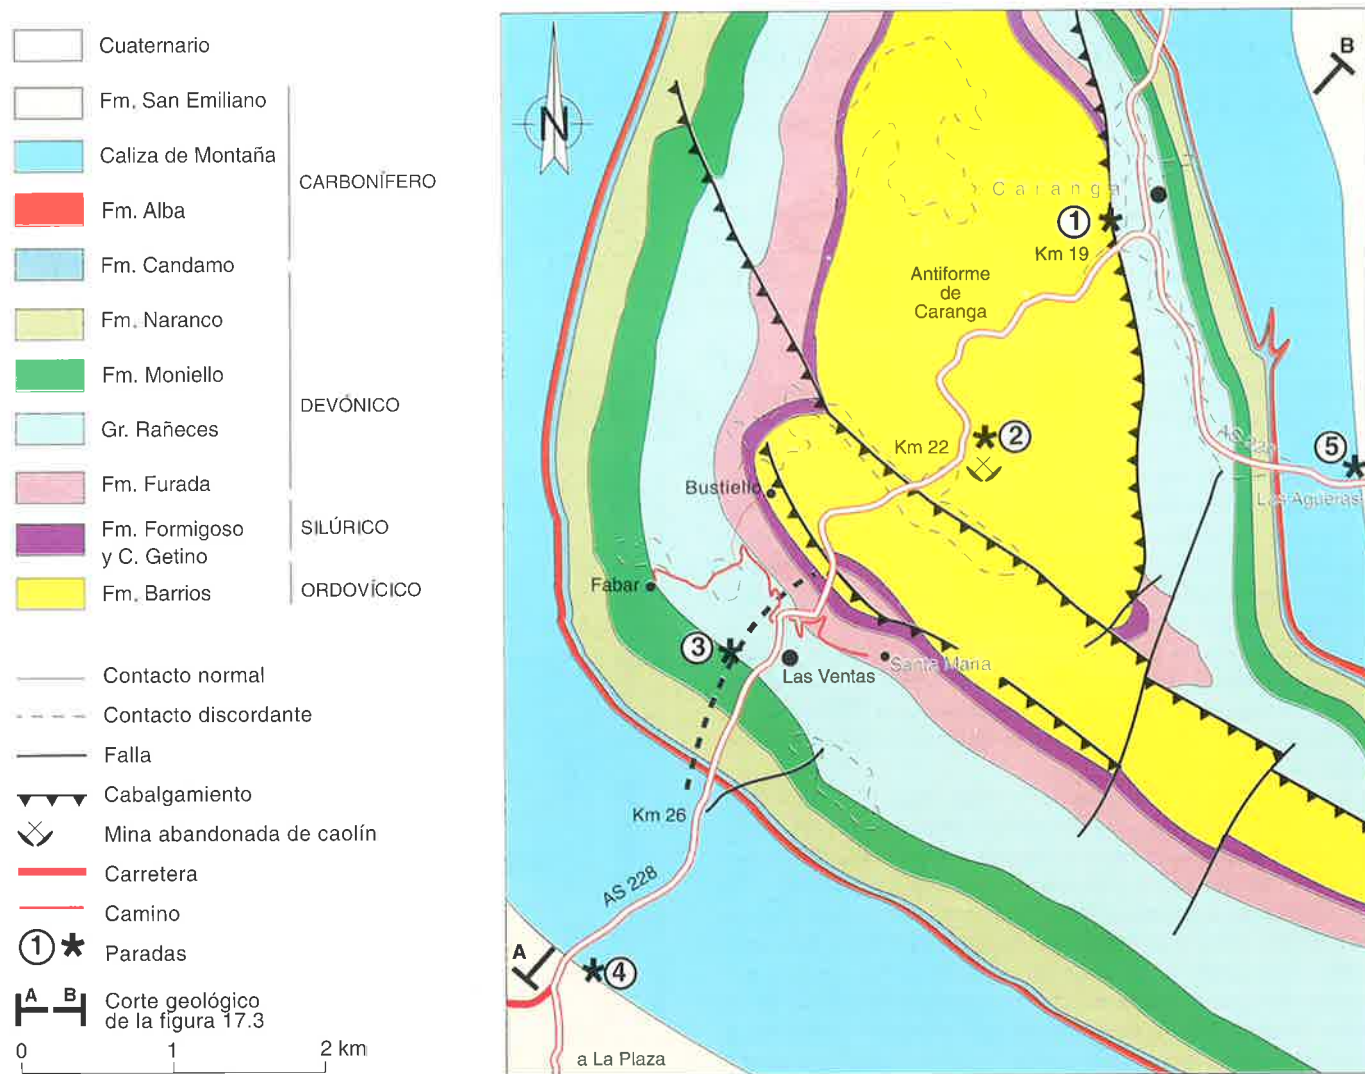 Cuaternario
Fm. San Emiliano
Caliza de Montaña
CARBONÍFERO
Fm. Alba
Fm. Candamo
Fm. Naranco
Fm. Moniello
DEVÓNICO
Gr. Rañeces
Fm. Furada
Fm. Formigoso
y C. Getino
SILÚRICO
Fm. Barrios
ORDOVÍCICO
Contacto normal
Contacto discordante
Falla
Cabalgamiento
Mina abandonada de caolín
Carretera
Camino
1 Paradas
A B Corte geológico
de la figura 17.3
0 1 2 km
N
B
Caranga
1
Km 19
Antiforme
de
Caranga
2
Km 22
AS 228
5
Las Agüeras
Bustiello
Fabar
3
Las Ventas
Santa María
Km 26
AS 228
A
4
a La Plaza